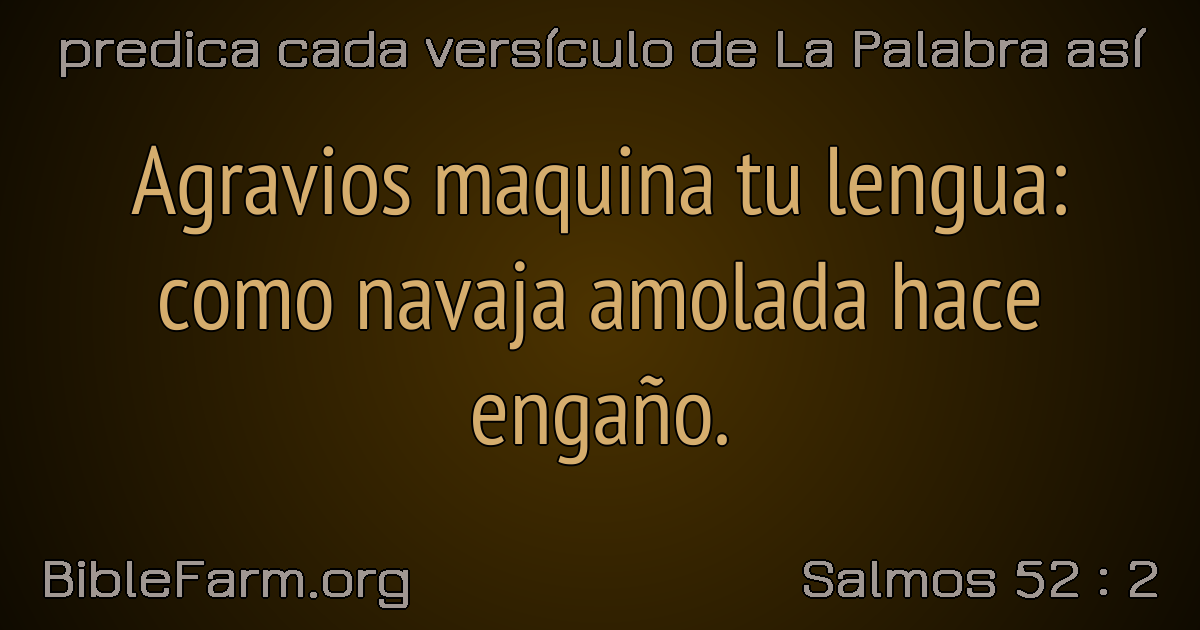 predica cada versículo de La Palabra así
Agravios maquina tu lengua:
como navaja amolada hace
engaño.
BibleFarm.org
Salmos 52 : 2